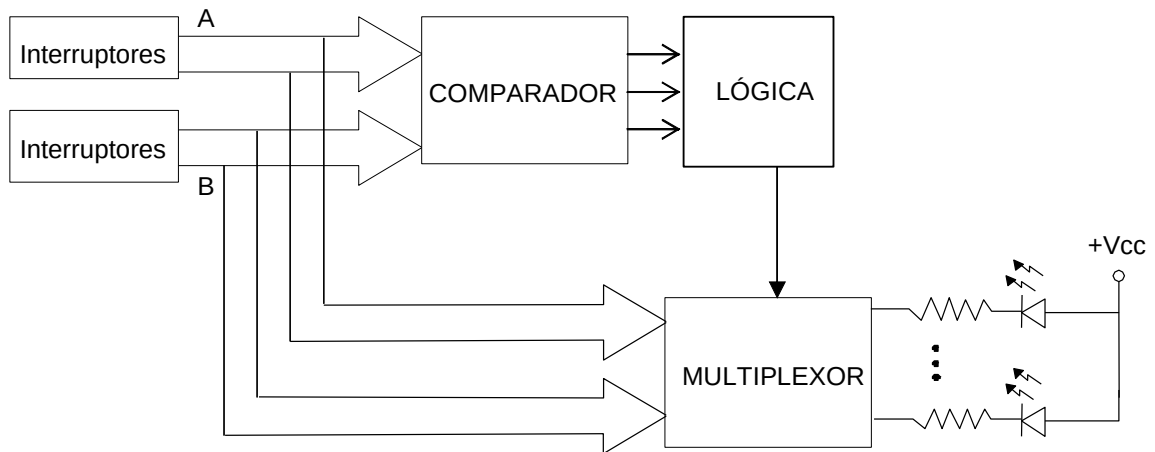 A
Interruptores
COMPARADOR
LÓGICA
Interruptores
B
+Vcc
MULTIPLEXOR